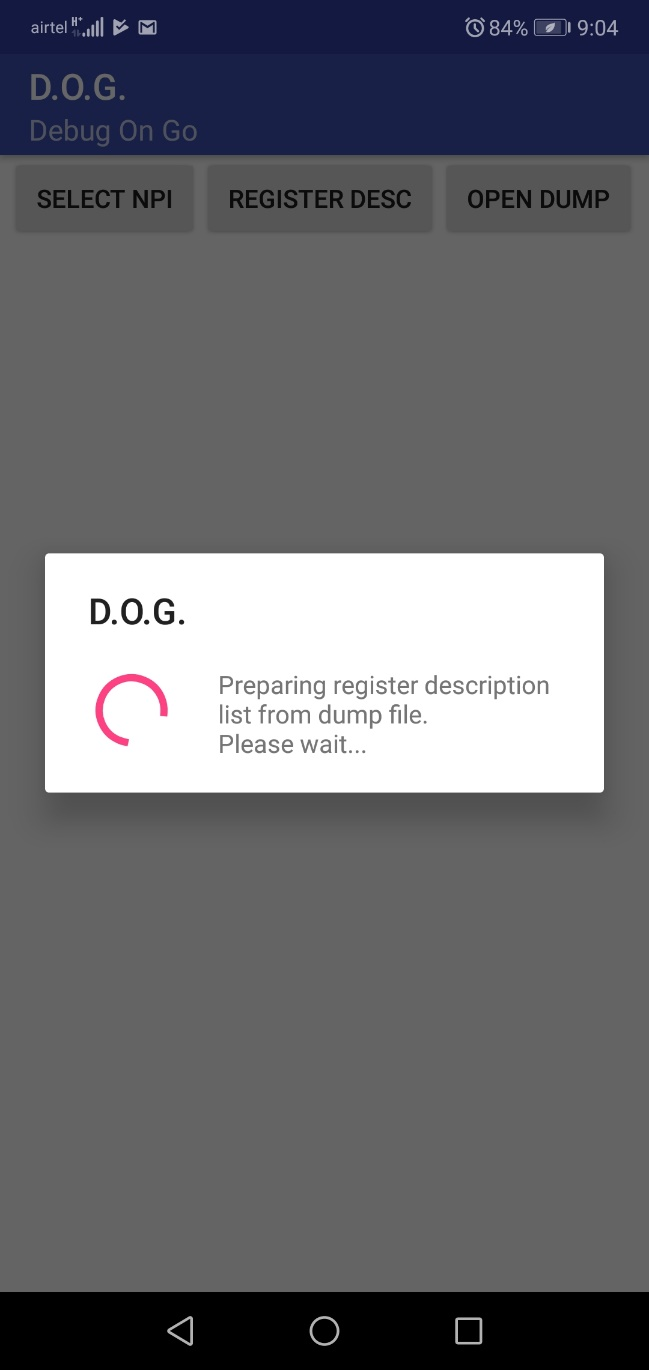 airtel H+ 84% 9:04
D.O.G.
Debug On Go
SELECT NPI REGISTER DESC OPEN DUMP
D.O.G.
Preparing register description
list from dump file.
Please wait...